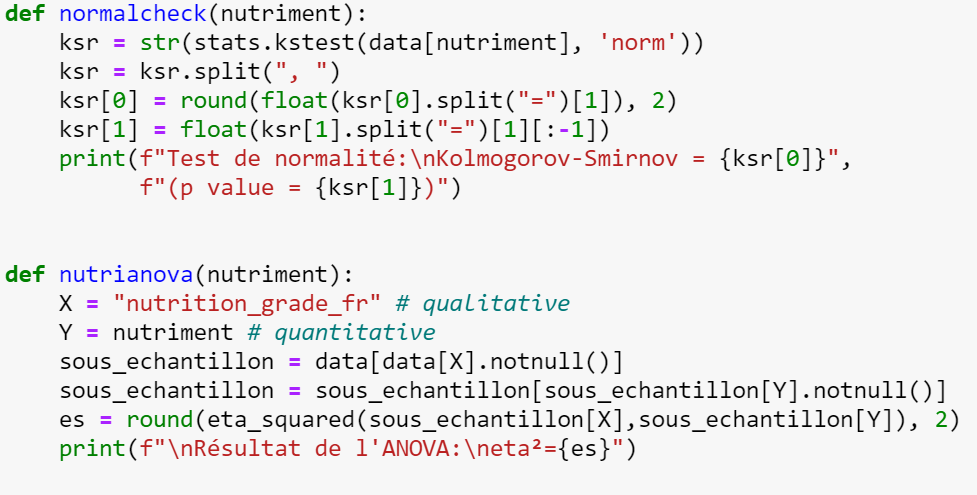 def normalcheck(nutriment):
    ksr = str(stats.kstest(data[nutriment], 'norm'))
    ksr = ksr.split(", ")
    ksr[0] = round(float(ksr[0].split("=")[1]), 2)
    ksr[1] = float(ksr[1].split("=")[1][:-1])
    print(f"Test de normalité:\nKolmogorov-Smirnov = {ksr[0]}",
          f"(p value = {ksr[1]})")
def nutrianova(nutriment):
    X = "nutrition_grade_fr" # qualitative
    Y = nutriment # quantitative
    sous_echantillon = data[data[X].notnull()]
    sous_echantillon = sous_echantillon[sous_echantillon[Y].notnull()]
    es = round(eta_squared(sous_echantillon[X],sous_echantillon[Y]), 2)
    print(f"\nRésultat de l'ANOVA:\neta²={es}")